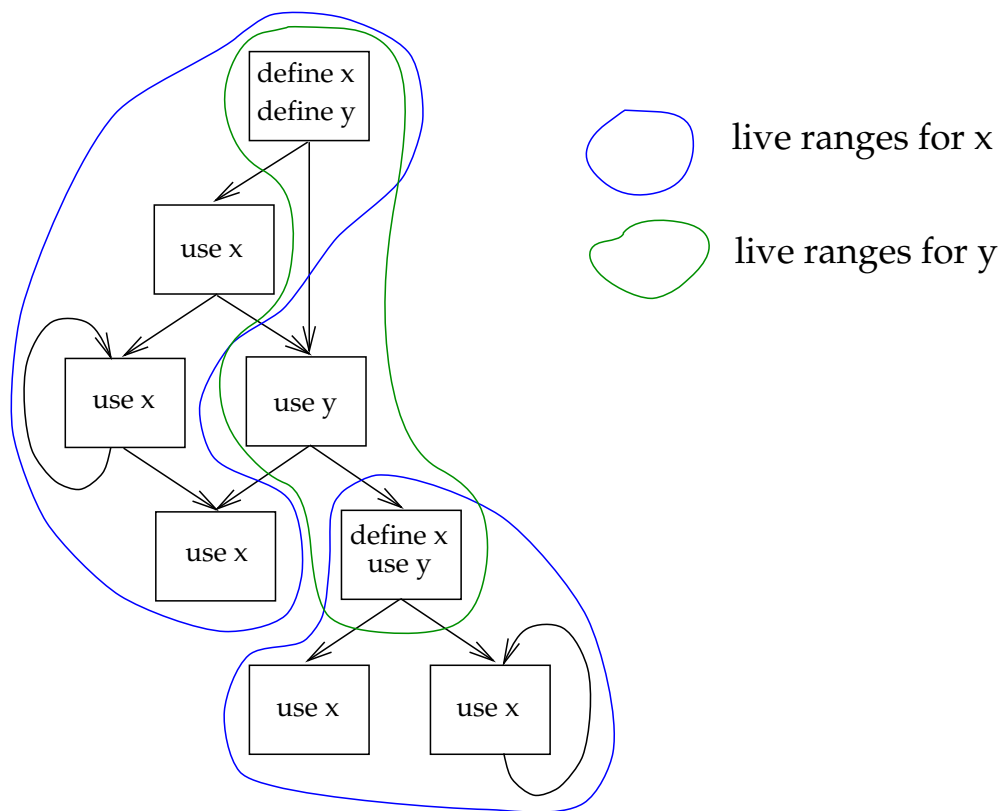 define x
define y
live ranges for x
use x
live ranges for y
use x
use y
use x
define x
use y
use x
use x